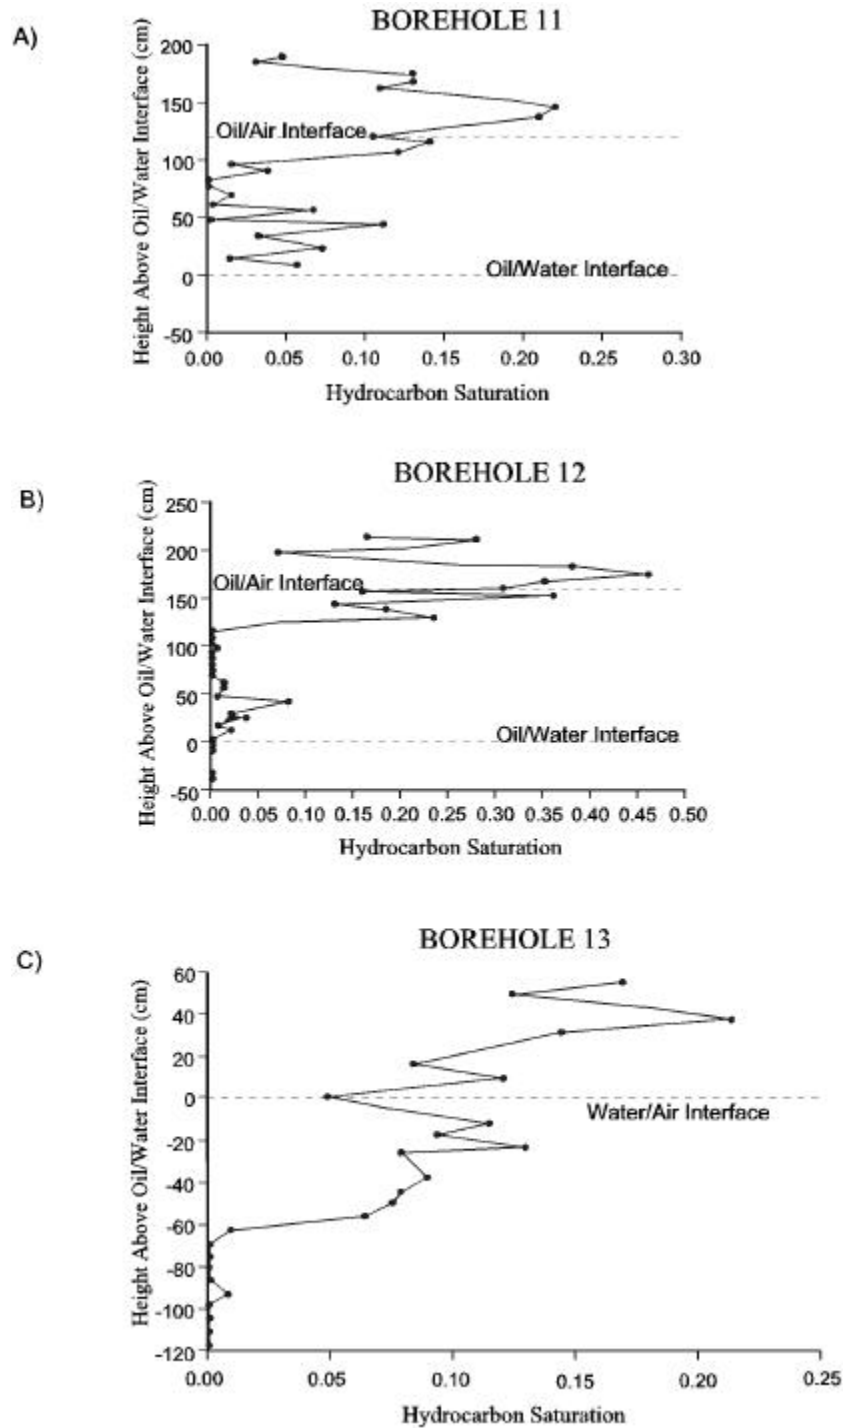 A)
BOREHOLE 11
Height Above Oil/Water Interface (cm)
200
150
100
50
0
-50
Oil/Air Interface
Oil/Water Interface
0.00 0.05 0.10 0.15 0.20 0.25 0.30
Hydrocarbon Saturation
B)
BOREHOLE 12
Height Above Oil/Water Interface (cm)
250
200
150
100
50
0
-50
Oil/Air Interface
Oil/Water Interface
0.00 0.05 0.10 0.15 0.20 0.25 0.30 0.35 0.40 0.45 0.50
Hydrocarbon Saturation
C)
BOREHOLE 13
Height Above Oil/Water Interface (cm)
60
40
20
0
-20
-40
-60
-80
-100
-120
Water/Air Interface
0.00 0.05 0.10 0.15 0.20 0.25
Hydrocarbon Saturation